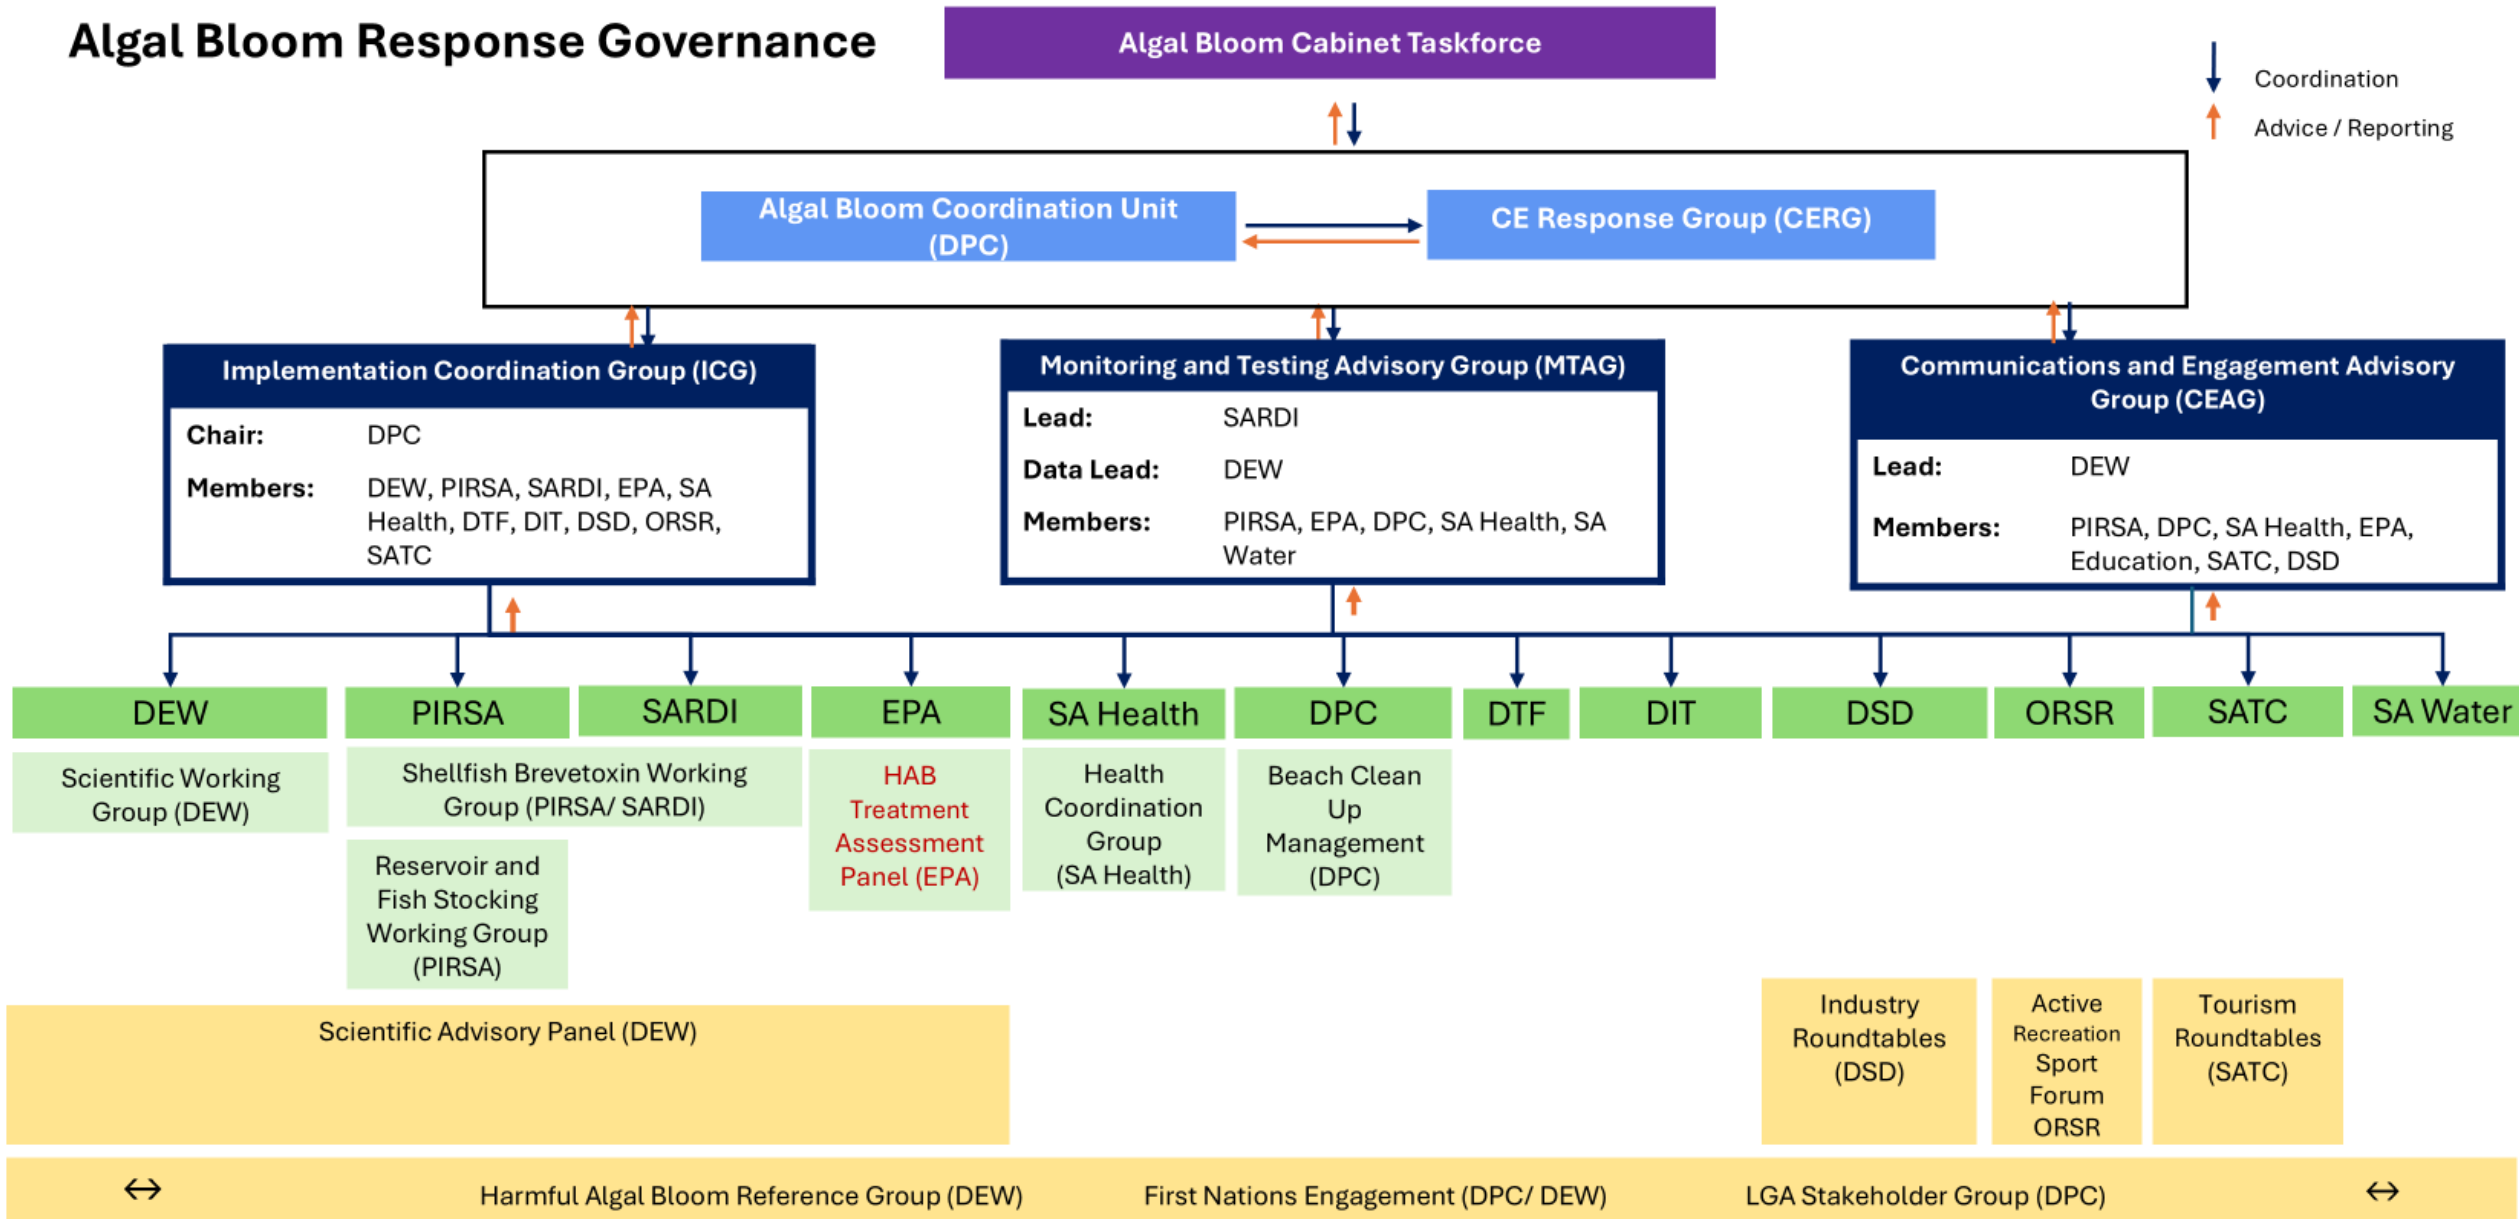 Algal Bloom Response Governance
Algal Bloom Cabinet Taskforce
Coordination
Advice / Reporting
Algal Bloom Coordination Unit
(DPC)
CE Response Group (CERG)
Implementation Coordination Group (ICG)
Chair: DPC
Members: DEW, PIRSA, SARDI, EPA, SA
Health, DTF, DIT, DSD, ORSR,
SATC
Monitoring and Testing Advisory Group (MTAG)
Lead: SARDI
Data Lead: DEW
Members: PIRSA, EPA, DPC, SA Health, SA
Water
Communications and Engagement Advisory
Group (CEAG)
Lead: DEW
Members: PIRSA, DPC, SA Health, EPA,
Education, SATC, DSD
DEW
PIRSA
SARDI
EPA
SA Health
DPC
DTF
DIT
DSD
ORSR
SATC
SA Water
Scientific Working
Group (DEW)
Shellfish Brevetoxin Working
Group (PIRSA/ SARDI)
Reservoir and
Fish Stocking
Working Group
(PIRSA)
HAB
Treatment
Assessment
Panel (EPA)
Health
Coordination
Group
(SA Health)
Beach Clean
Up
Management
(DPC)
Scientific Advisory Panel (DEW)
Industry
Roundtables
(DSD)
Active
Recreation
Sport
Forum
ORSR
Tourism
Roundtables
(SATC)
Harmful Algal Bloom Reference Group (DEW)
First Nations Engagement (DPC/ DEW)
LGA Stakeholder Group (DPC)